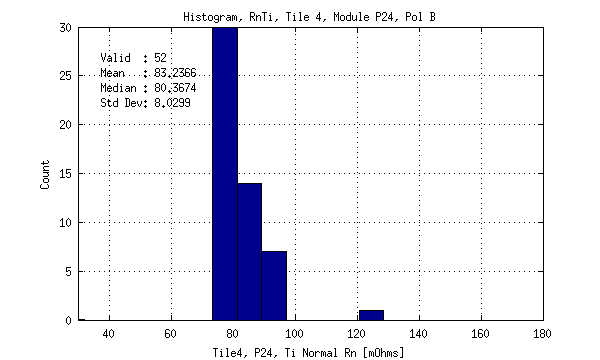 Histogram, RnTi, Tile 4, Module P24, Pol B
30
25
20
15
10
5
0
Count
Valid : 52
Mean : 83.2366
Median : 80.3674
Std Dev: 8.0299
40 60 80 100 120 140 160 180
Tile4, P24, Ti Normal Rn [mOhms]